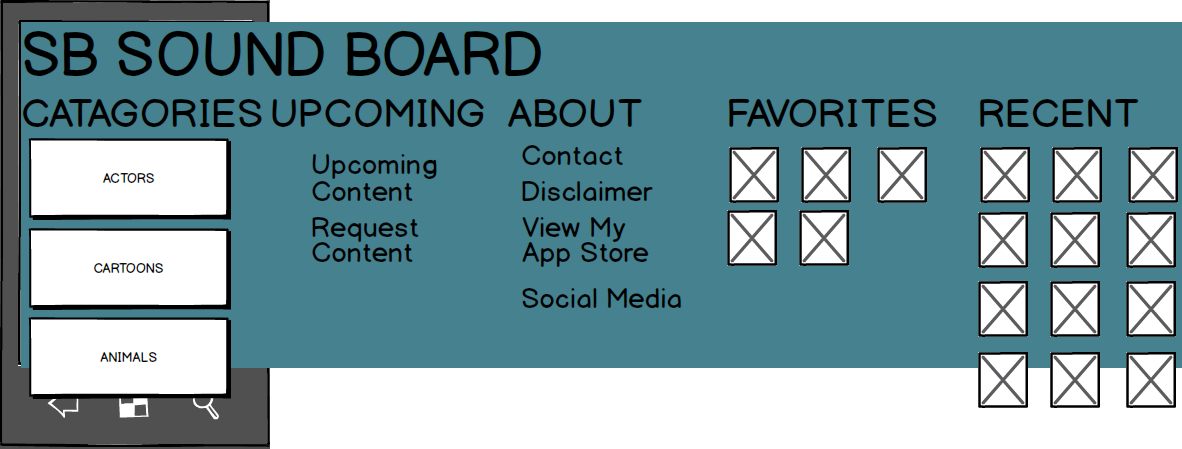 SB SOUND BOARD
CATAGORIES UPCOMING ABOUT FAVORITES RECENT
ACTORS
CARTOONS
ANIMALS
Upcoming
Content
Request
Content
Contact
Disclaimer
View My
App Store
Social Media